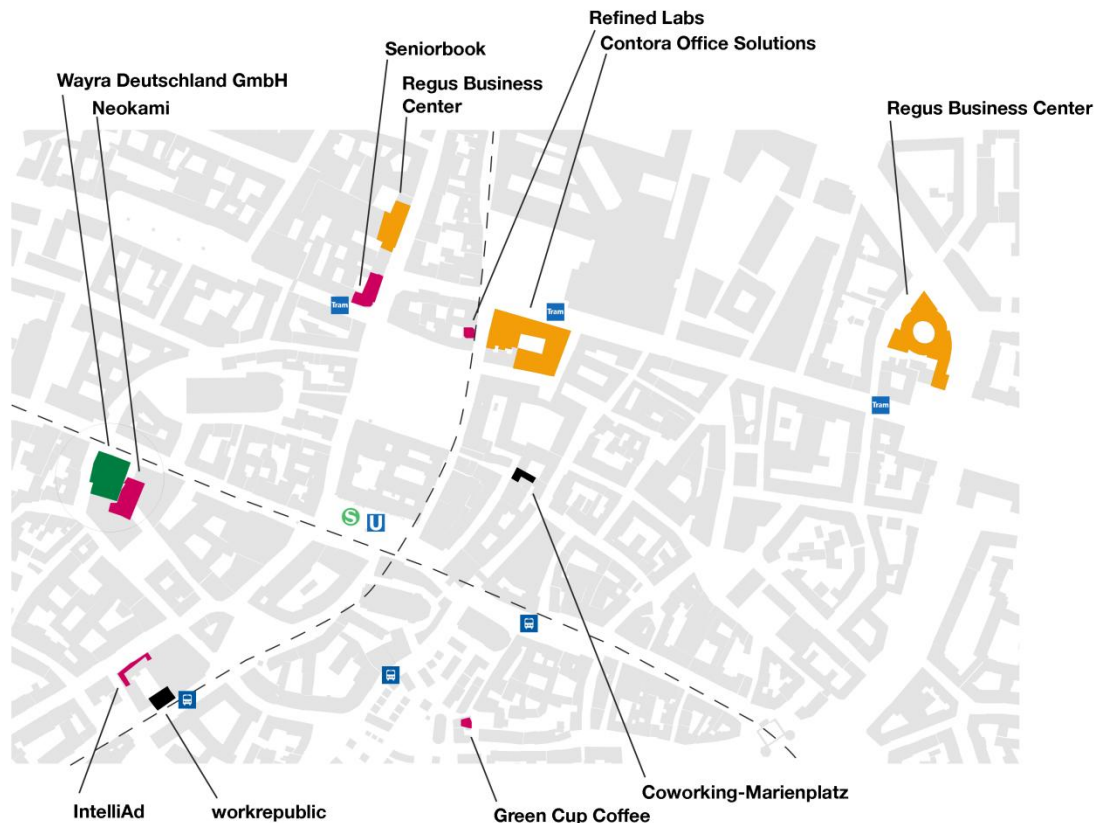 Refined Labs
Contora Office Solutions
Seniorbook
Regus Business
Center
Wayra Deutschland GmbH
Neokami
Regus Business Center
Tram
Tram
Tram
S
U
IntelliAd
workrepublic
Green Cup Coffee
Coworking-Marienplatz